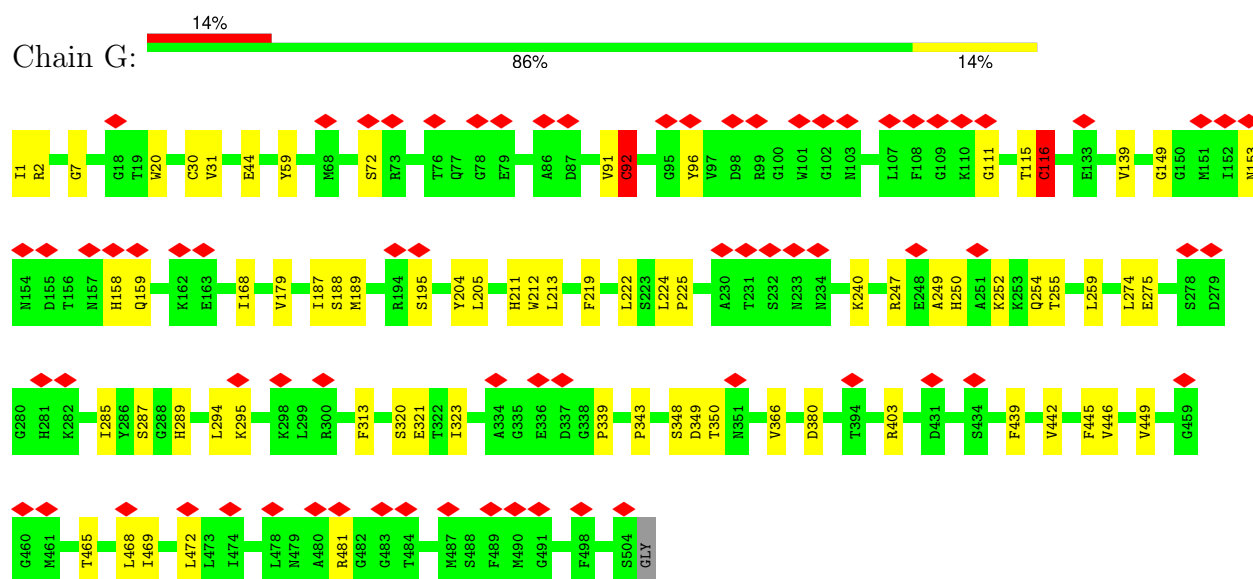 14%
Chain G:
86% 14%
I1 R2 G7 G18 T19 W20 C30 V31 E44 Y59 M68 S72 R73 T76 Q77 G78 E79 A86 D87 V91 C92 G95 Y96 V97 D98 R99 G100 W101 G102 N103 L107 F108 G109 K110 G111 T115 C116 E133 V139 G149 G150 M151 I152 N153
N154 D155 T156 N157 H158 Q159 K162 E163 I168 V179 I187 S188 M189 R194 S195 Y204 L205 H211 W212 L213 F219 L222 S223 L224 P225 A230 T231 S232 N233 N234 K240 R247 E248 A249 H250 A251 K252 K253 Q254 T255 L259 L274 E275 S278 D279
G280 H281 K282 I285 Y286 S287 G288 H289 L294 K295 K298 L299 R300 F313 S320 E321 T322 I323 A334 G335 E336 D337 G338 P339 P343 S348 D349 T350 N351 V366 D380 T394 R403 D431 S434 F439 V442 F445 V446 V449 G459
G460 M461 T465 L468 I469 L472 L473 I474 L478 N479 A480 R481 G482 G483 T484 M487 S488 F489 M490 G491 F498 S504 GLY